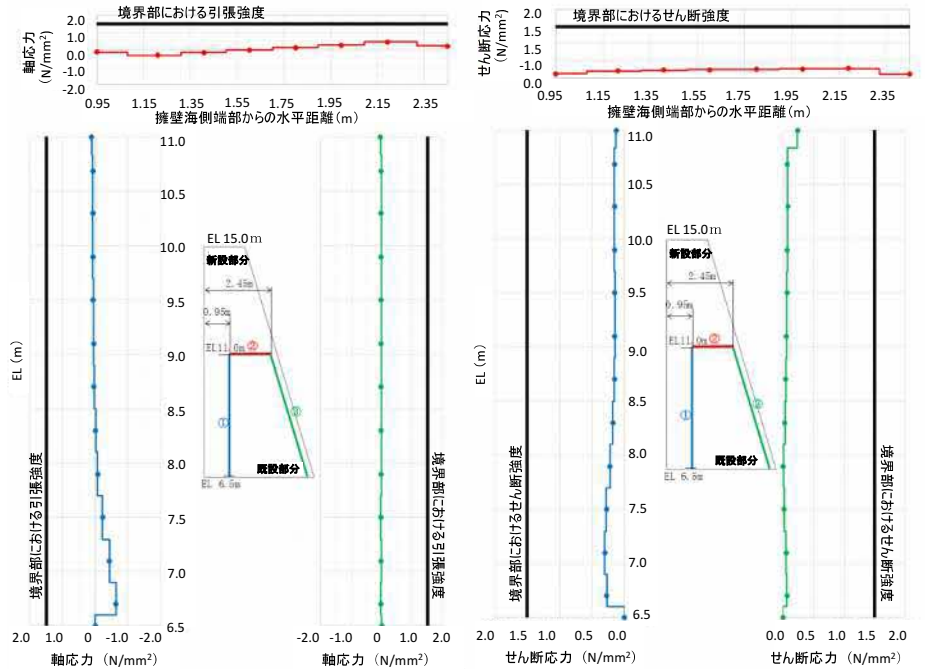 境界部における引張強度
軸応力
(N/mm²)
2.0
1.0
0.0
-1.0
-2.0
0.95 1.15 1.35 1.55 1.75 1.95 2.15 2.35
擁壁海側端部からの水平距離(m)
境界部におけるせん断強度
せん断応力
(N/mm²)
2.0
1.0
-1.0
0.0
0.95 1.15 1.35 1.55 1.75 1.95 2.15 2.35
擁壁海側端部からの水平距離(m)
EL (m)
境界部における引張強度
11.0
10.5
10.0
9.5
9.0
8.5
8.0
7.5
7.0
6.5
EL 15.0m
新設部分
2.45m
0.95m
EL11.0m
②
①
③
既設部分
EL 6.5m
境界部における引張強度
2.0 1.0 0 -1.0 -2.0
軸応力 (N/mm²)
-2.0 -1.0 0 1.0 2.0
軸応力 (N/mm²)
EL (m)
境界部におけるせん断強度
11.0
10.5
10.0
9.5
9.0
8.5
8.0
7.5
7.0
6.5
EL 15.0m
新設部分
2.45m
0.95m
EL11.0m
②
①
③
既設部分
EL 6.5m
境界部におけるせん断強度
2.0 1.5 1.0 0.5 0.0
せん断応力 (N/mm²)
0.0 0.5 1.0 1.5 2.0
せん断応力 (N/mm²)